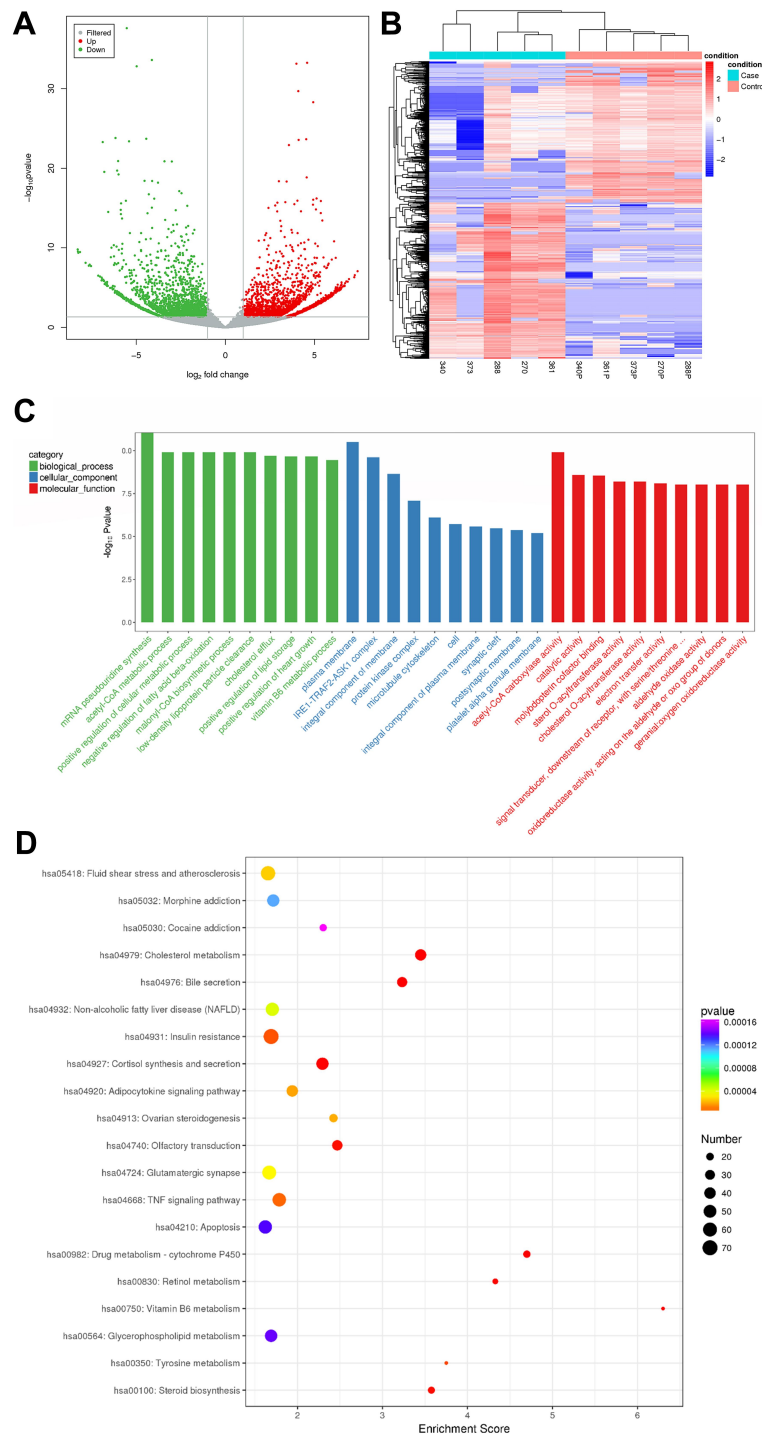 A
Filtered
Up
Down
30
20
10
0
−log10pvalue
−5
0
5
log2 fold change
B
condition
condition
Case
Contro
2
1
0
−1
−2
340
373
288
270
361
340P
361P
373P
270P
288P
C
category
biological_process
cellular_component
molecular_function
-log10 Pvalue
0.0
7.5
5.0
2.5
0.0
mRNA pseudouridine synthesis
acetyl-CoA metabolic process
positive regulation of cellular metabolic process
negative regulation of fatty acid beta-oxidation
malonyl-CoA biosynthetic process
low-density lipoprotein particle clearance
cholesterol efflux
positive regulation of lipid storage
positive regulation of heart growth
vitamin B6 metabolic process
plasma membrane
IRE1-TRAF2-ASK1 complex
integral component of membrane
protein kinase complex
microtubule cytoskeleton
cell
integral component of plasma membrane
synaptic cleft
postsynaptic membrane
platelet alpha granule membrane
acetyl-CoA carboxylase activity
catalytic activity
molybdopterin cofactor binding
sterol O-acyltransferase activity
cholesterol O-acyltransferase activity
electron transfer activity
signal transducer, downstream of receptor, with serine/threonine ...
aldehyde oxidase activity
oxidoreductase activity, acting on the aldehyde or oxo group of donors
geranial:oxygen oxidoreductase activity
D
hsa05418: Fluid shear stress and atherosclerosis
hsa05032: Morphine addiction
hsa05030: Cocaine addiction
hsa04979: Cholesterol metabolism
hsa04976: Bile secretion
hsa04932: Non-alcoholic fatty liver disease (NAFLD)
hsa04931: Insulin resistance
hsa04927: Cortisol synthesis and secretion
hsa04920: Adipocytokine signaling pathway
hsa04913: Ovarian steroidogenesis
hsa04740: Olfactory transduction
hsa04724: Glutamatergic synapse
hsa04668: TNF signaling pathway
hsa04210: Apoptosis
hsa00982: Drug metabolism - cytochrome P450
hsa00830: Retinol metabolism
hsa00750: Vitamin B6 metabolism
hsa00564: Glycerophospholipid metabolism
hsa00350: Tyrosine metabolism
hsa00100: Steroid biosynthesis
2
3
4
5
6
Enrichment Score
pvalue
0.00016
0.00012
0.00008
0.00004
Number
20
30
40
50
60
70